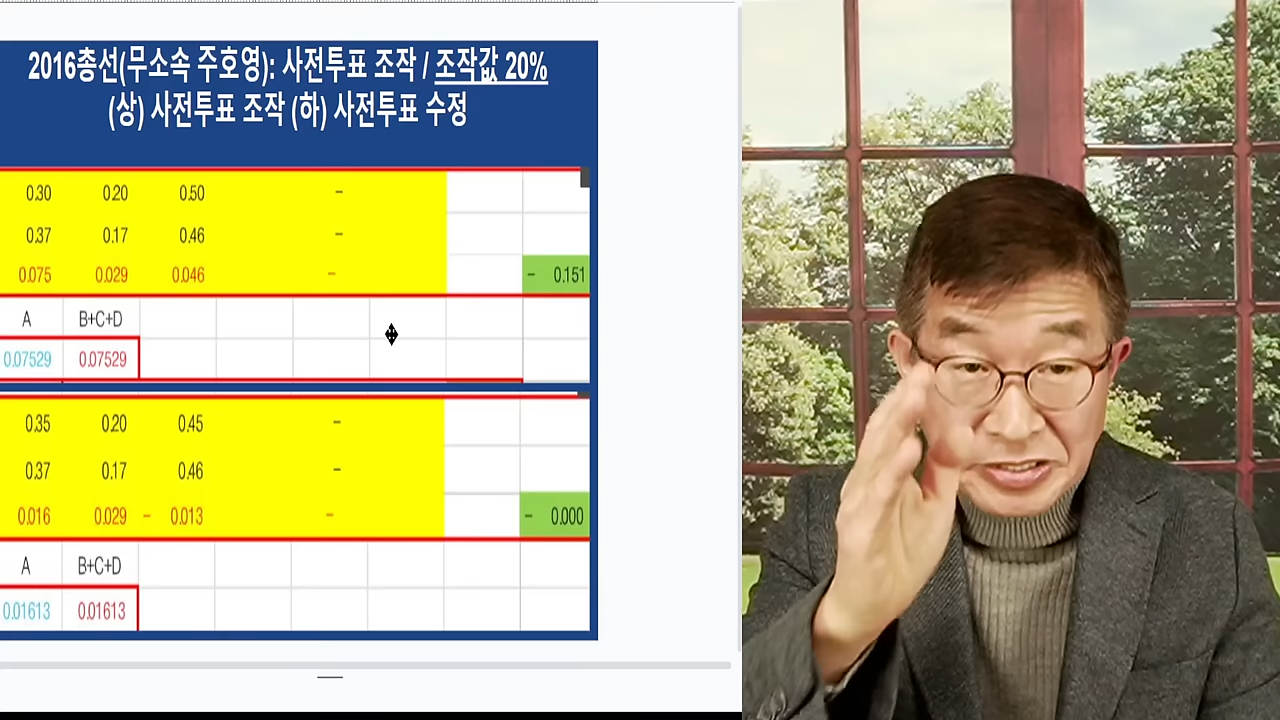 2016총선(무소속 주호영): 사전투표 조작 / 조작값 20%
(상) 사전투표 조작 (하) 사전투표 수정
0.30 0.20 0.50 –
0.37 0.17 0.46 –
0.075 0.029 0.046 – – 0.151
A B+C+D
0.07529 0.07529
0.35 0.20 0.45 –
0.37 0.17 0.46 –
0.016 0.029 – 0.013 – – 0.000
A B+C+D
0.01613 0.01613